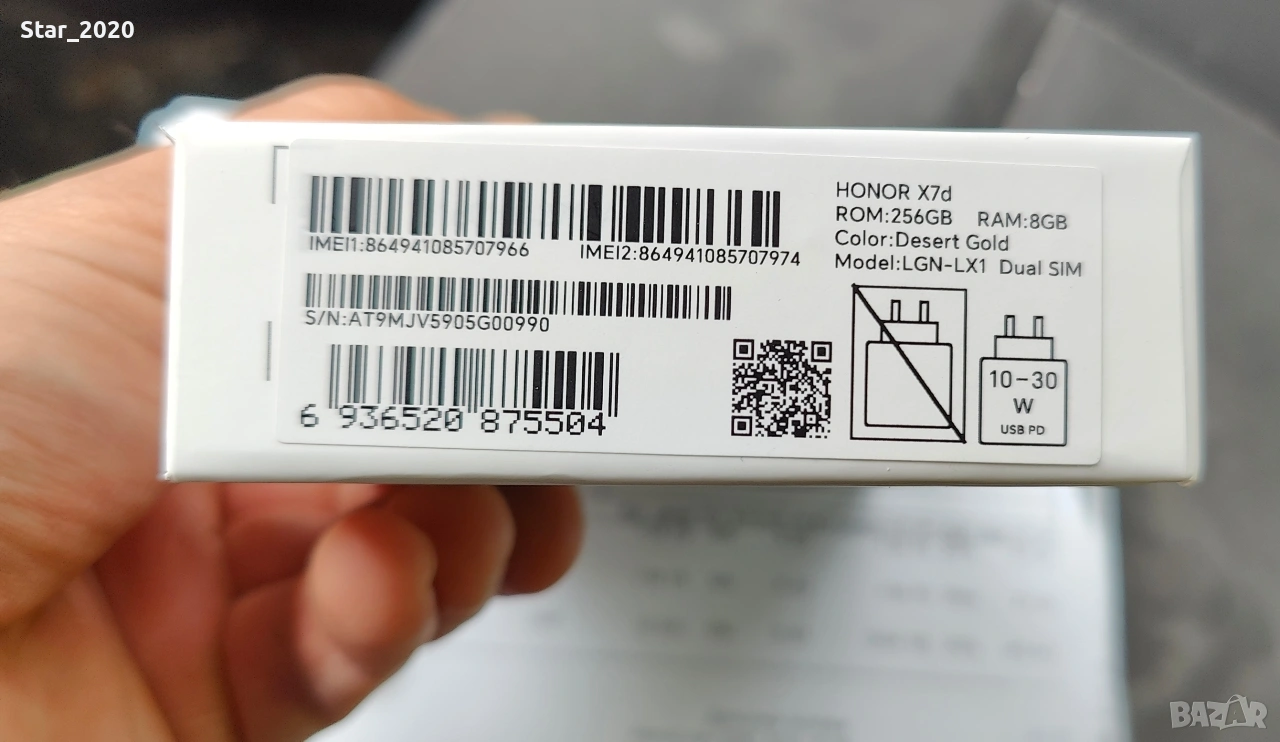 Star_2020
HONOR X7d
ROM:256GB RAM:8GB
Color:Desert Gold
Model:LGN-LX1 Dual SIM
IMEI1:864941085707966
IMEI2:864941085707974
S/N:AT9MJV5905G00990
6 936520 875504
10-30
W
USB PD
BAZAR